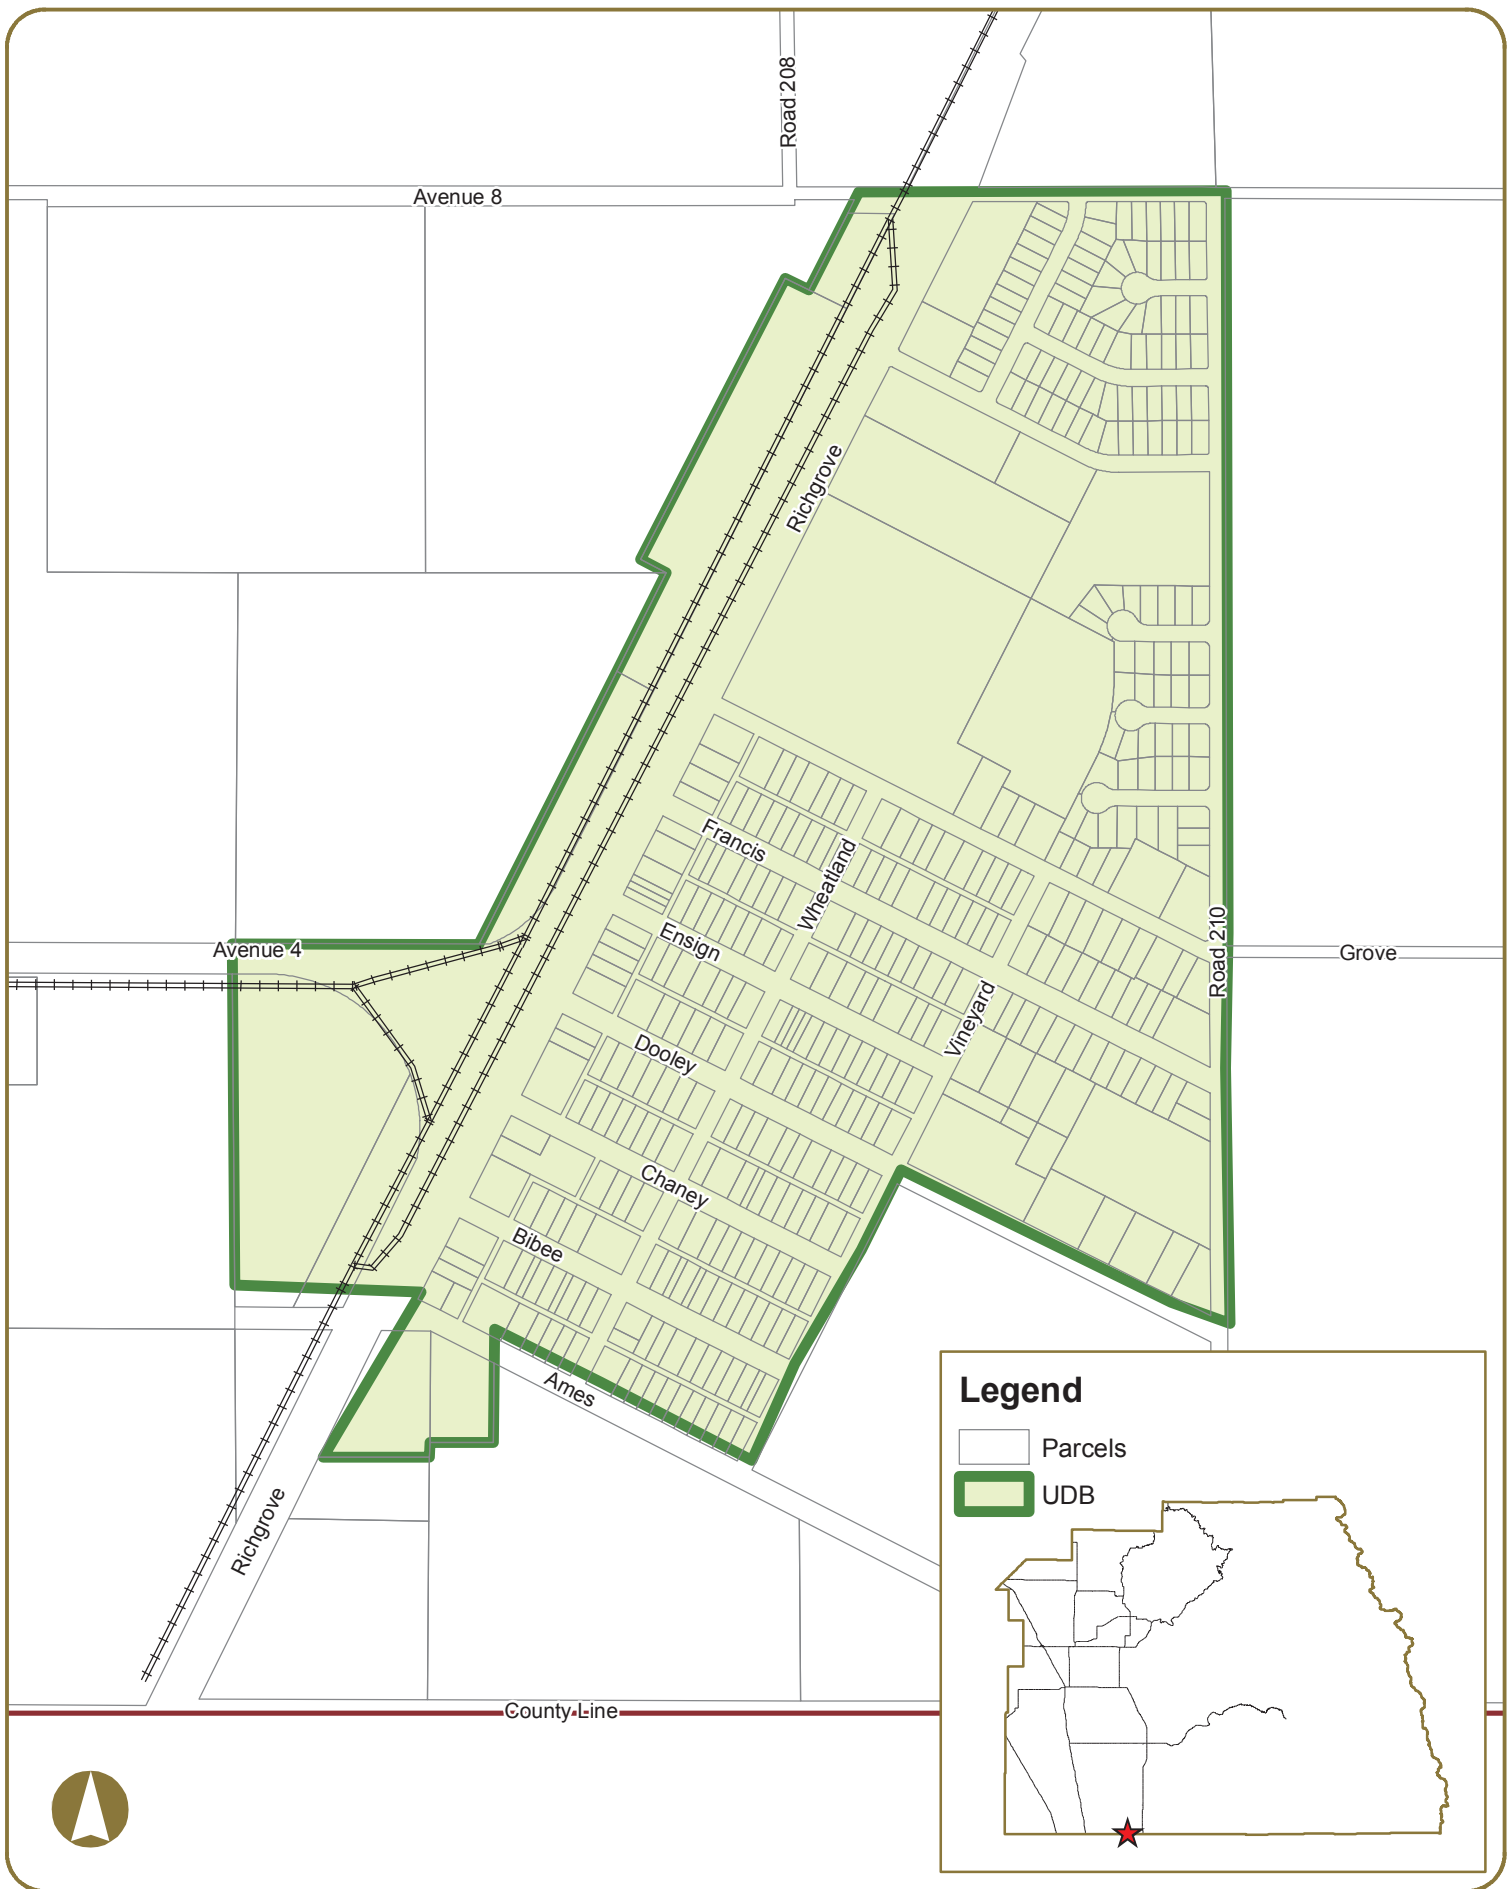 Road 208
Avenue 8
Richgrove
Francis
Wheatland
Ensign
Road 210
Avenue 4
Grove
Vineyard
Dooley
Chaney
Bibee
Ames
Richgrove
County Line
Legend
Parcels
UDB